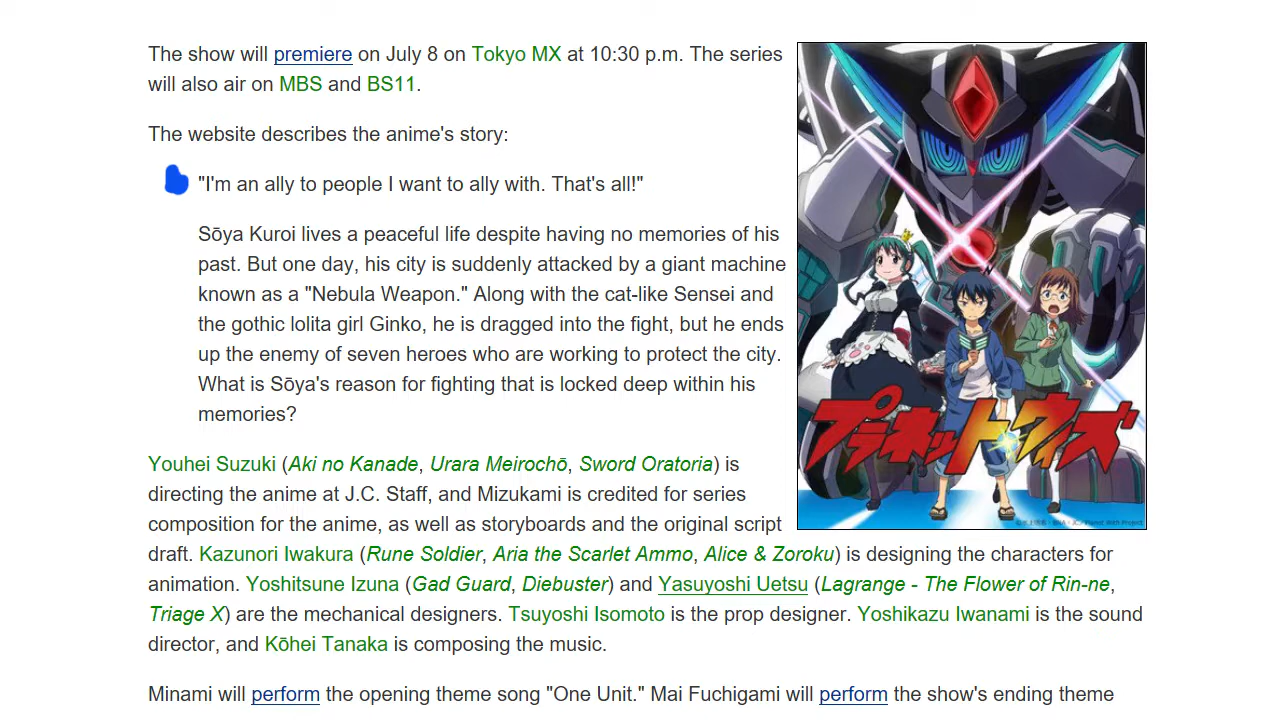 The show will premiere on July 8 on Tokyo MX at 10:30 p.m. The series
will also air on MBS and BS11.
The website describes the anime's story:
"I'm an ally to people I want to ally with. That's all!"
Sōya Kuroi lives a peaceful life despite having no memories of his
past. But one day, his city is suddenly attacked by a giant machine
known as a "Nebula Weapon." Along with the cat-like Sensei and
the gothic lolita girl Ginko, he is dragged into the fight, but he ends
up the enemy of seven heroes who are working to protect the city.
What is Sōya's reason for fighting that is locked deep within his
memories?
プラネット・ウィズ
Youhei Suzuki (Aki no Kanade, Urara Meirochō, Sword Oratoria) is
directing the anime at J.C. Staff, and Mizukami is credited for series
composition for the anime, as well as storyboards and the original script
draft. Kazunori Iwakura (Rune Soldier, Aria the Scarlet Ammo, Alice & Zoroku) is designing the characters for
animation. Yoshitsune Izuna (Gad Guard, Diebuster) and Yasuyoshi Uetsu (Lagrange - The Flower of Rin-ne,
Triage X) are the mechanical designers. Tsuyoshi Isomoto is the prop designer. Yoshikazu Iwanami is the sound
director, and Kōhei Tanaka is composing the music.
Minami will perform the opening theme song "One Unit." Mai Fuchigami will perform the show's ending theme